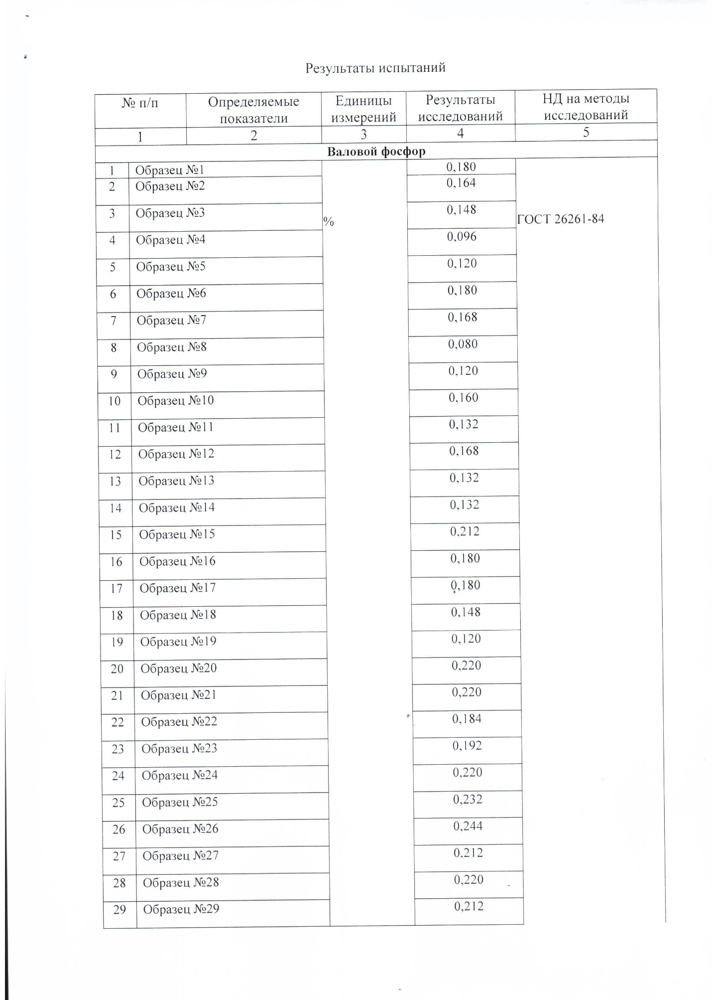 Результаты испытаний
№ п/п Определяемые показатели Единицы измерений Результаты исследований НД на методы исследований
1 2 3 4 5
Валовой фосфор
1 Образец №1 0,180
2 Образец №2 0,164
3 Образец №3 % 0,148 ГОСТ 26261-84
4 Образец №4 0,096
5 Образец №5 0,120
6 Образец №6 0,180
7 Образец №7 0,168
8 Образец №8 0,080
9 Образец №9 0,120
10 Образец №10 0,160
11 Образец №11 0,132
12 Образец №12 0,168
13 Образец №13 0,132
14 Образец №14 0,132
15 Образец №15 0,212
16 Образец №16 0,180
17 Образец №17 0,180
18 Образец №18 0,148
19 Образец №19 0,120
20 Образец №20 0,220
21 Образец №21 0,220
22 Образец №22 0,184
23 Образец №23 0,192
24 Образец №24 0,220
25 Образец №25 0,232
26 Образец №26 0,244
27 Образец №27 0,212
28 Образец №28 0,220
29 Образец №29 0,212